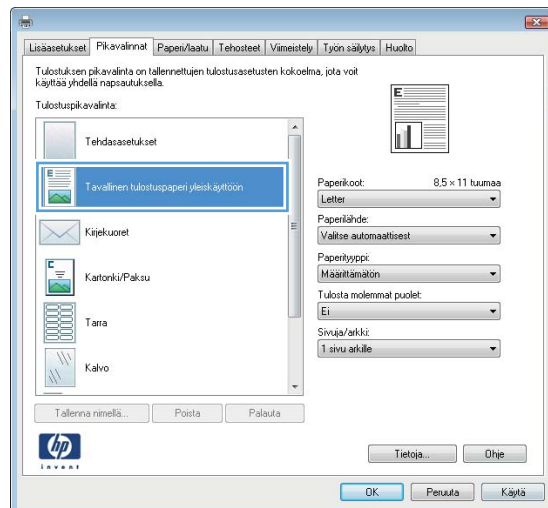 Lisäasetukset Pikavalinnat Paperi/laatu Tehosteet Viimeistely Työn säilytys Huolto
Tulostuksen pikavalinta on tallennettujen tulostusasetusten kokoelma, jota voit
käyttää yhdellä napsautuksella.
Tulostuspikavalinta:
Tehdasasetukset
Tavallinen tulostuspaperi yleiskäyttöön
Kirjekuoret
Kartonki/Paksu
Tarra
Kalvo
E
E
C
Paperikoot: 8,5 × 11 tuumaa
Letter
Paperilähde:
Valitse automaattisest
Paperityyppi:
Määrittämätön
Tulosta molemmat puolet:
Ei
Sivuja/arkki:
1 sivu arkille
Tallenna nimellä... Poista Palauta
hp
invent
Tietoja... Ohje
OK Peruuta Käytä